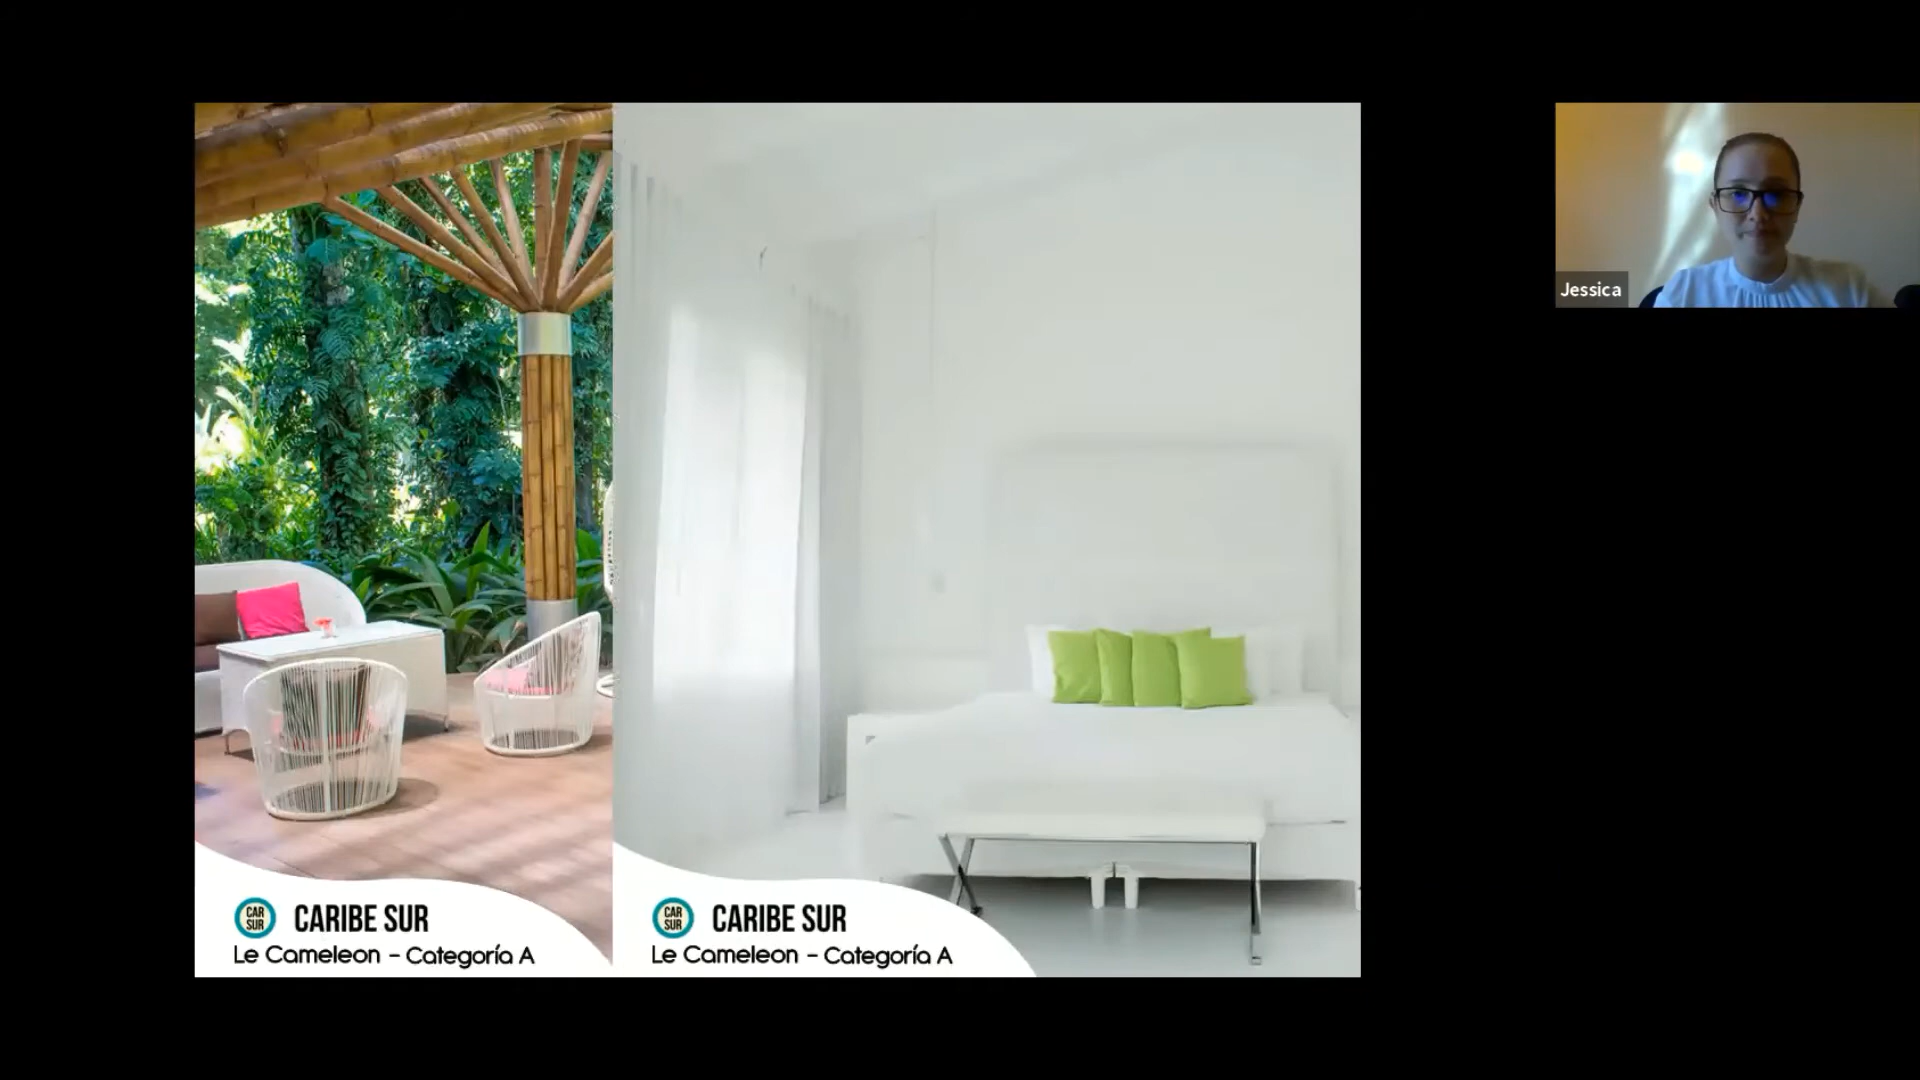 CAR
SUR
CARIBE SUR
Le Cameleon – Categoría A
CAR
SUR
CARIBE SUR
Le Cameleon – Categoría A
Jessica